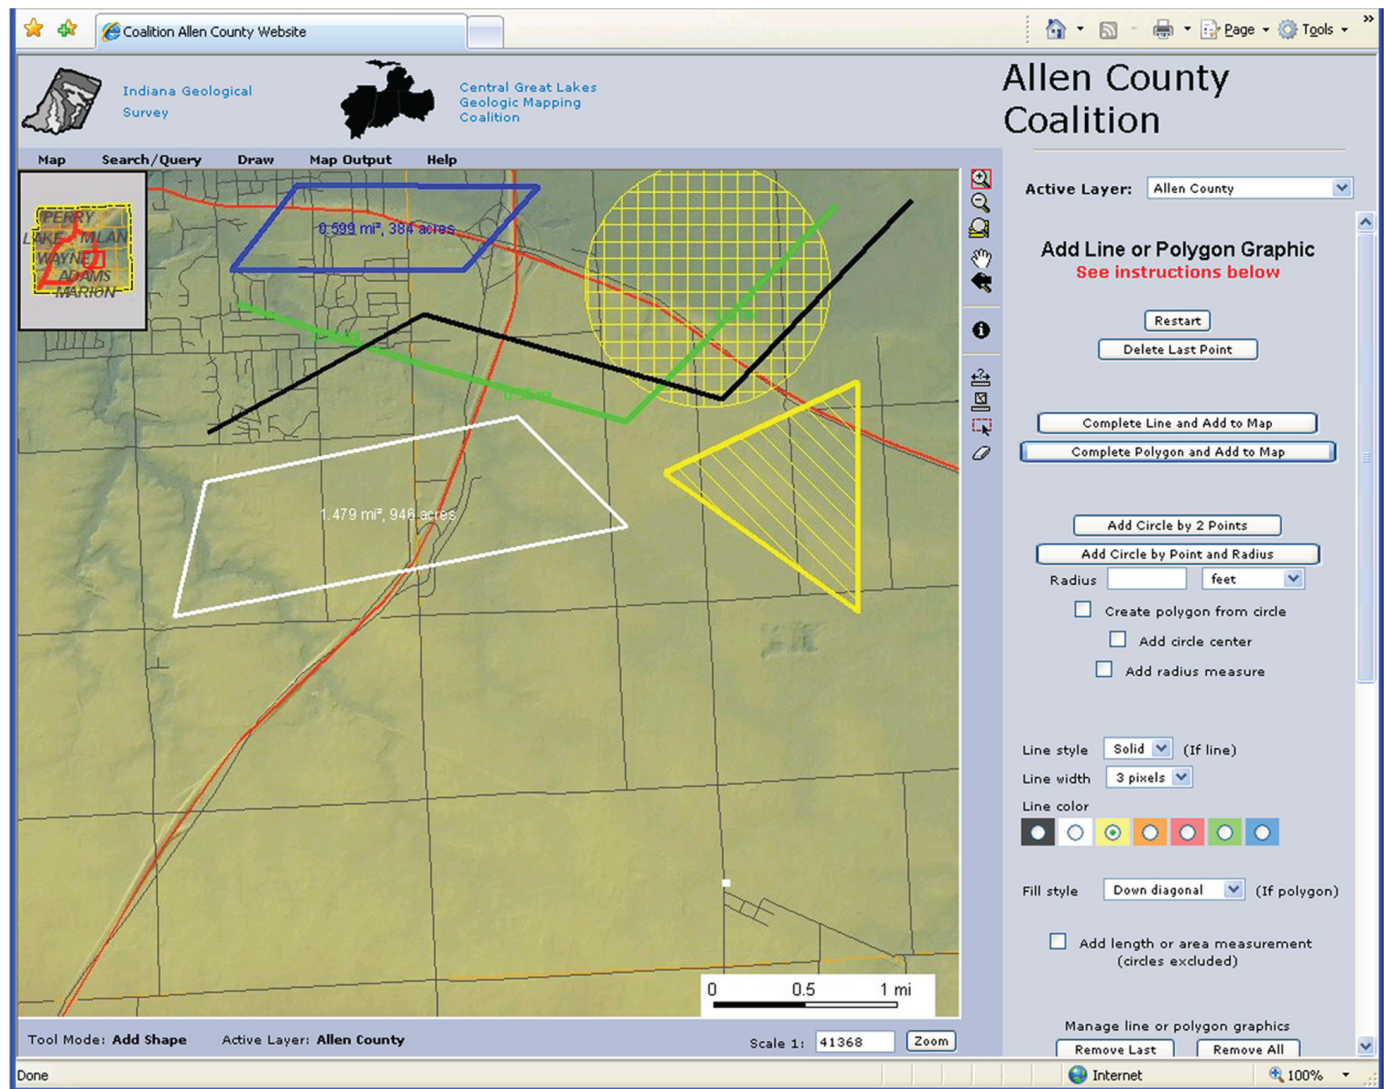 Coalition Allen County Website
Page
Tools
Indiana Geological
Survey
Central Great Lakes
Geologic Mapping
Coalition
Allen County
Coalition
Map Search/Query Draw Map Output Help
Active Layer: Allen County
PERRY
LAKE MILAN
WAYNE
ADAMS
MARION
0.599 mi², 384 acres
1.479 mi², 946 acres
Add Line or Polygon Graphic
See instructions below
Restart
Delete Last Point
Complete Line and Add to Map
Complete Polygon and Add to Map
Add Circle by 2 Points
Add Circle by Point and Radius
Radius feet
Create polygon from circle
Add circle center
Add radius measure
Line style Solid (If line)
Line width 3 pixels
Line color
Fill style Down diagonal (If polygon)
Add length or area measurement
(circles excluded)
Manage line or polygon graphics
Remove Last Remove All
0 0.5 1 mi
Tool Mode: Add Shape Active Layer: Allen County Scale 1: 41368 Zoom
Done Internet 100%